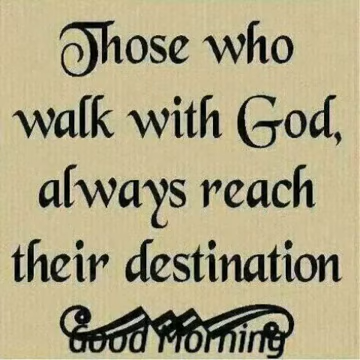 Those who
walk with God,
always reach
their destination
Good Morning